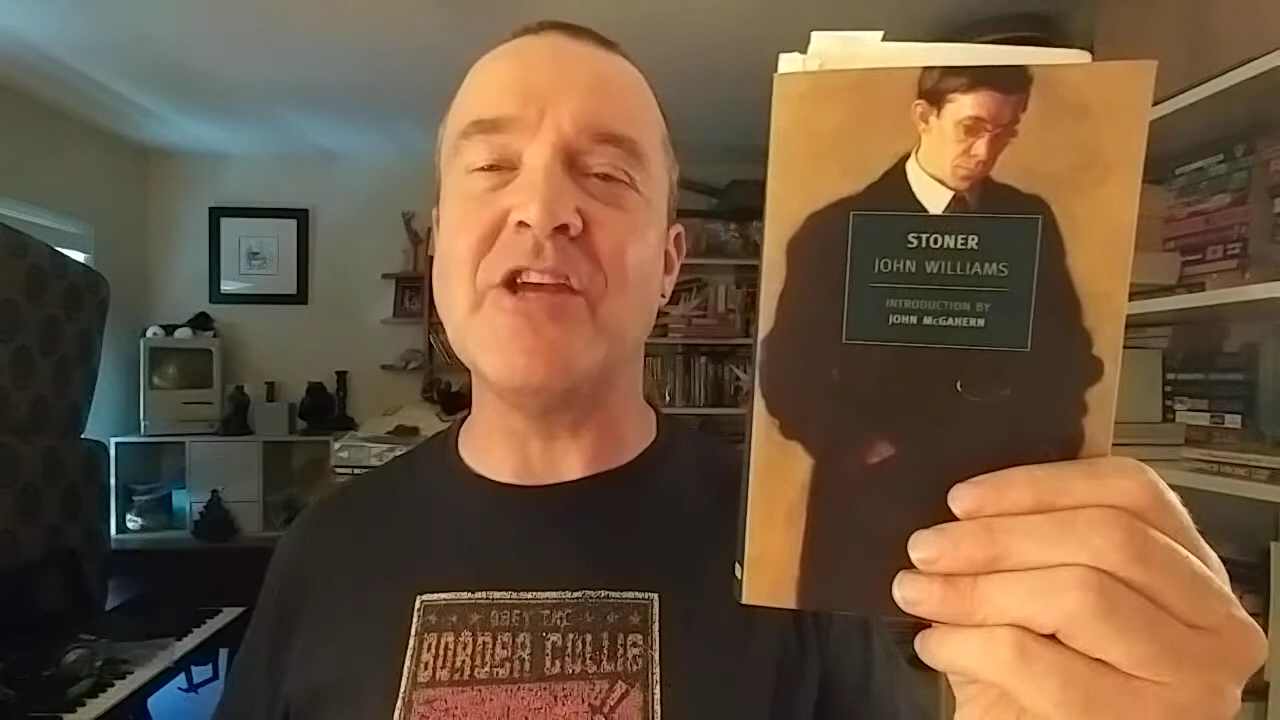 STONER
JOHN WILLIAMS
INTRODUCTION BY
JOHN McGAHERN
OBEY THE
BORDER COLLIE